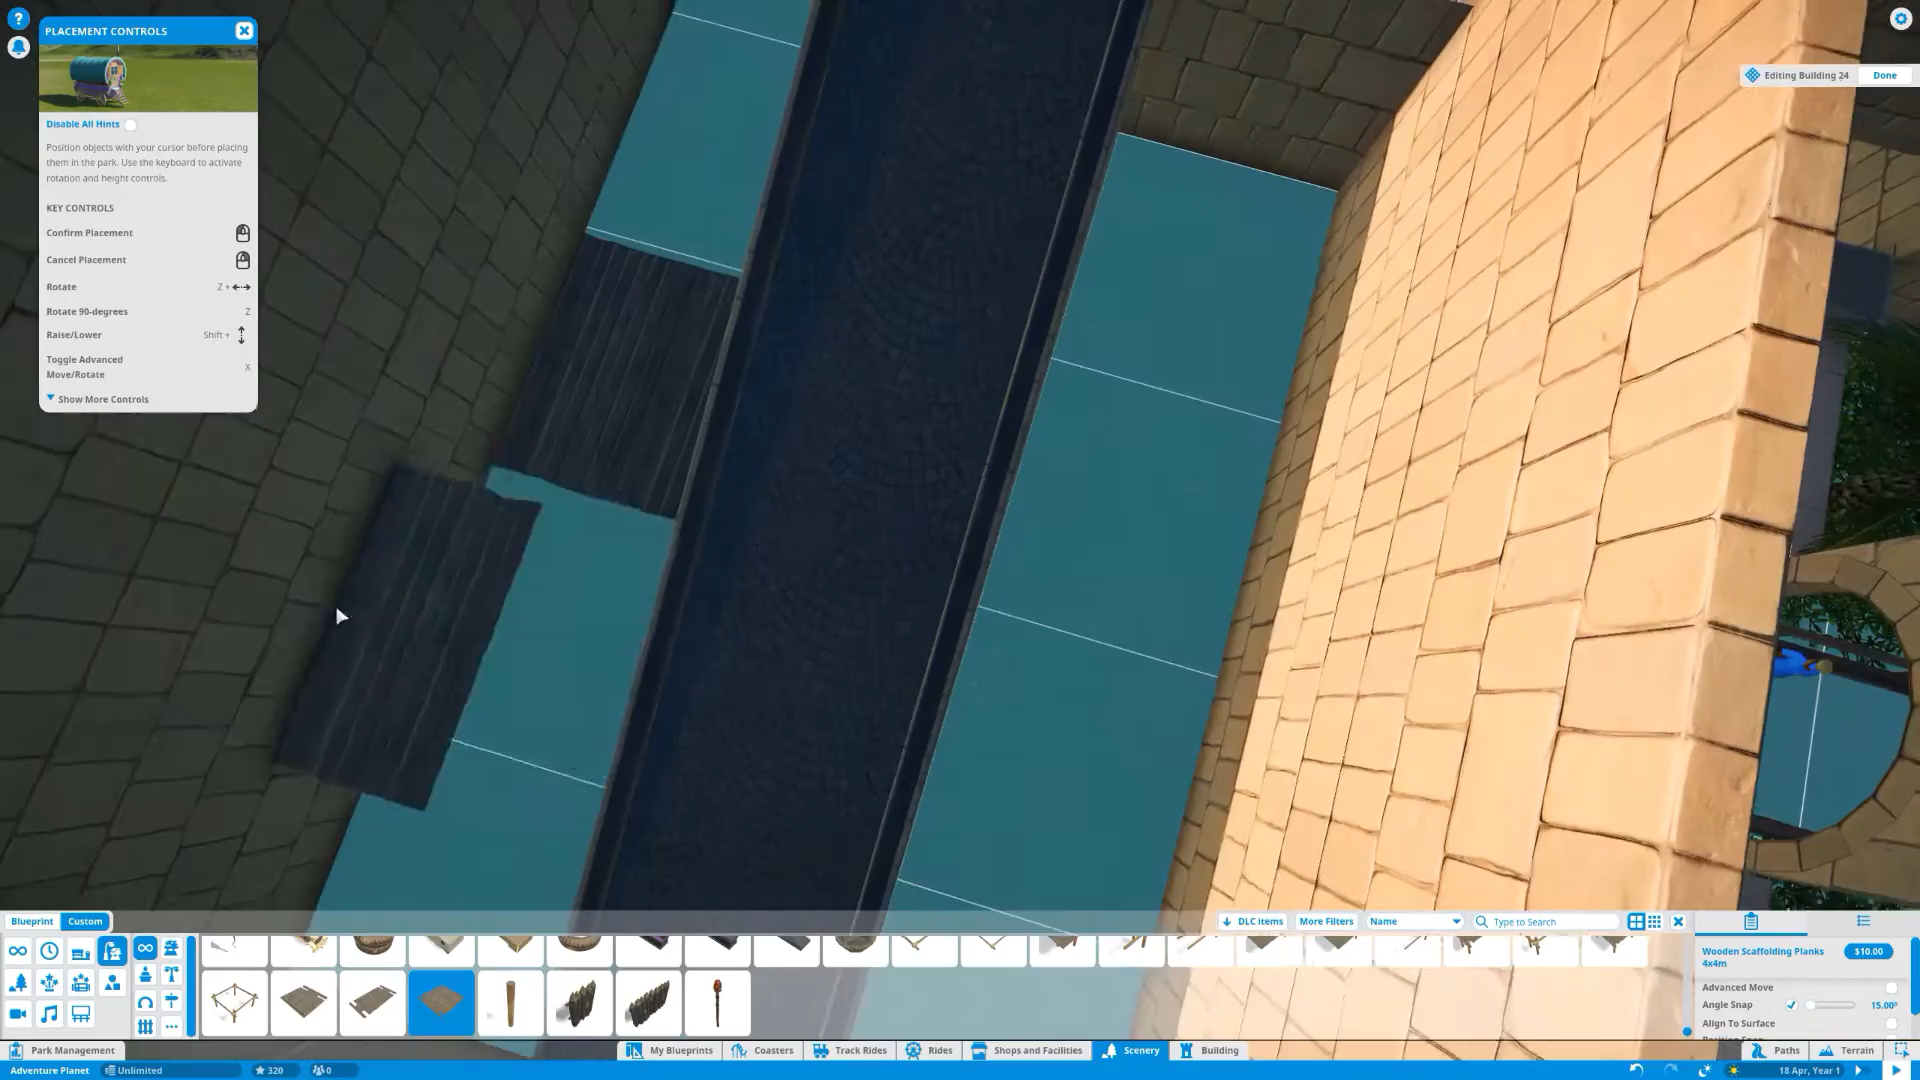 PLACEMENT CONTROLS
Disable All Hints
Position objects with your cursor before placing
them in the park. Use the keyboard to activate
rotation and height controls.
KEY CONTROLS
Confirm Placement
Cancel Placement
Rotate Z +
Rotate 90-degrees Z
Raise/Lower Shift +
Toggle Advanced
Move/Rotate X
Show More Controls
Editing Building 24 Done
Blueprint Custom
DLC items More Filters Name Type to Search
Wooden Scaffolding Planks
4x4m
$10.00
Advanced Move
Angle Snap 15.00°
Align To Surface
Park Management My Blueprints Coasters Track Rides Rides Shops and Facilities Scenery Building Paths Terrain
Adventure Planet Unlimited 320 0 18 Apr, Year 1